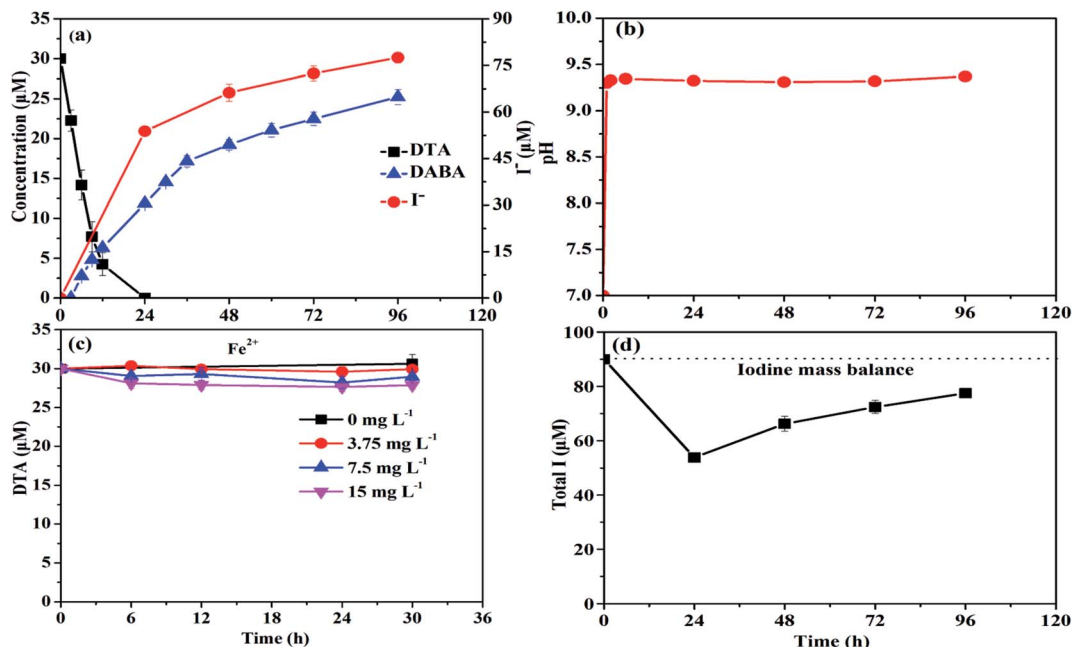 (a)
Concentration (µM)
35
30
25
20
15
10
5
0
90
75
60
45
30
15
0
I⁻ (µM)
DTA
DABA
I⁻
0 24 48 72 96 120
(b)
pH
10.0
9.5
9.0
8.5
8.0
7.5
7.0
0 24 48 72 96 120
(c)
Fe²⁺
DTA (µM)
35
30
25
30
15
10
5
0
0 mg L⁻¹
3.75 mg L⁻¹
7.5 mg L⁻¹
15 mg L⁻¹
0 6 12 18 24 30 36
Time (h)
(d)
Iodine mass balance
Total I (µM)
100
80
60
40
20
0
0 24 48 72 96 120
Time (h)